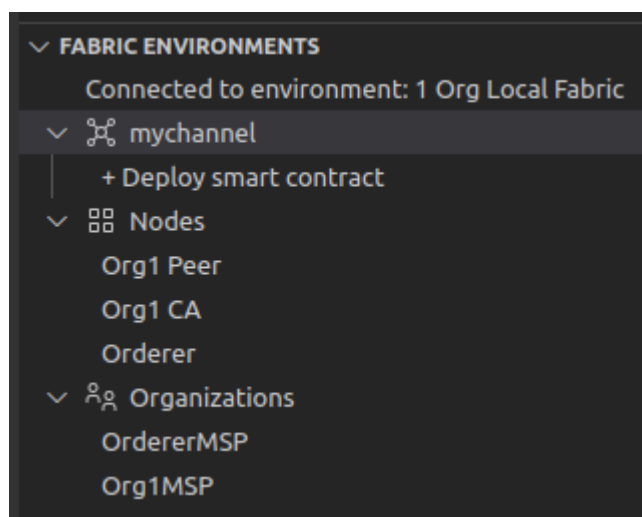 FABRIC ENVIRONMENTS
Connected to environment: 1 Org Local Fabric
mychannel
+ Deploy smart contract
Nodes
Org1 Peer
Org1 CA
Orderer
Organizations
OrdererMSP
Org1MSP